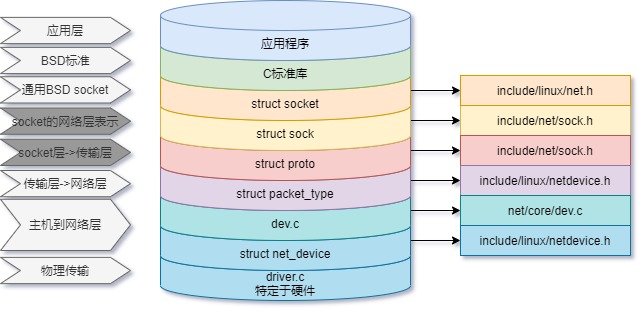 应用层
BSD标准
通用BSD socket
socket的网络层表示
socket层->传输层
传输层->网络层
主机到网络层
物理传输
应用程序
C标准库
struct socket
struct sock
struct proto
struct packet_type
dev.c
struct net_device
driver.c
特定于硬件
include/linux/net.h
include/net/sock.h
include/net/sock.h
include/linux/netdevice.h
net/core/dev.c
include/linux/netdevice.h